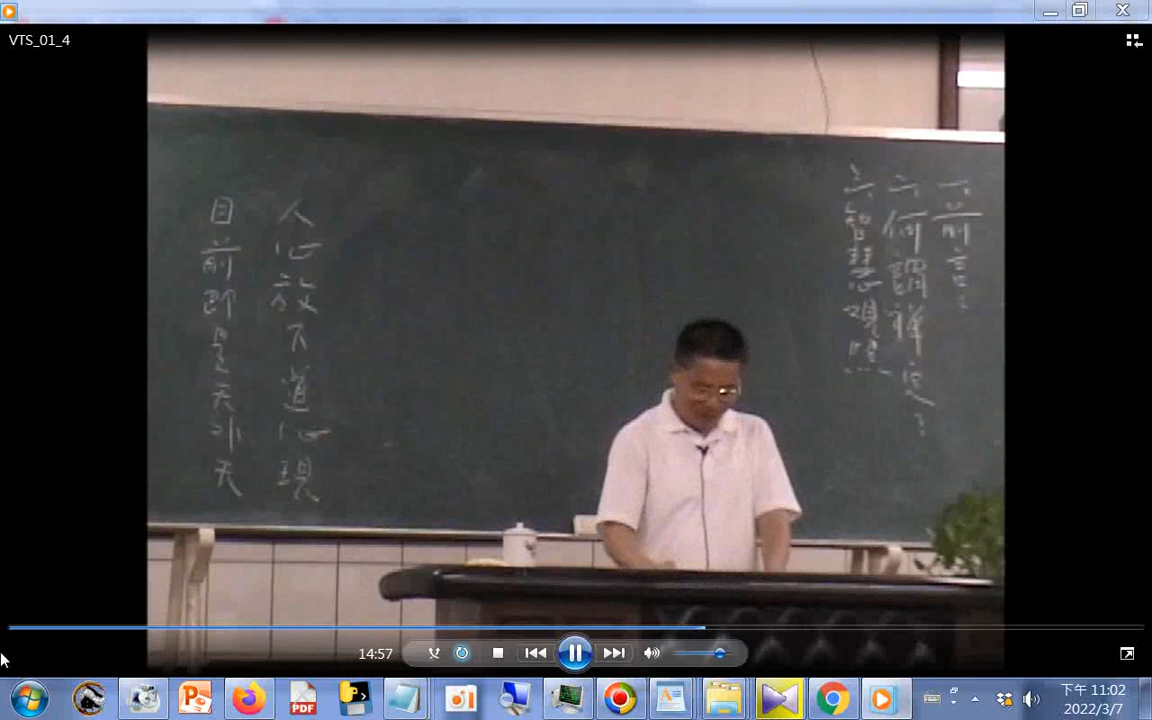 VTS_01_4
一、前言：
二、何謂禪定？
三、智慧觀照…
人心放下道心現
目前即是天外天
14:57
PDF
下午 11:02
2022/3/7